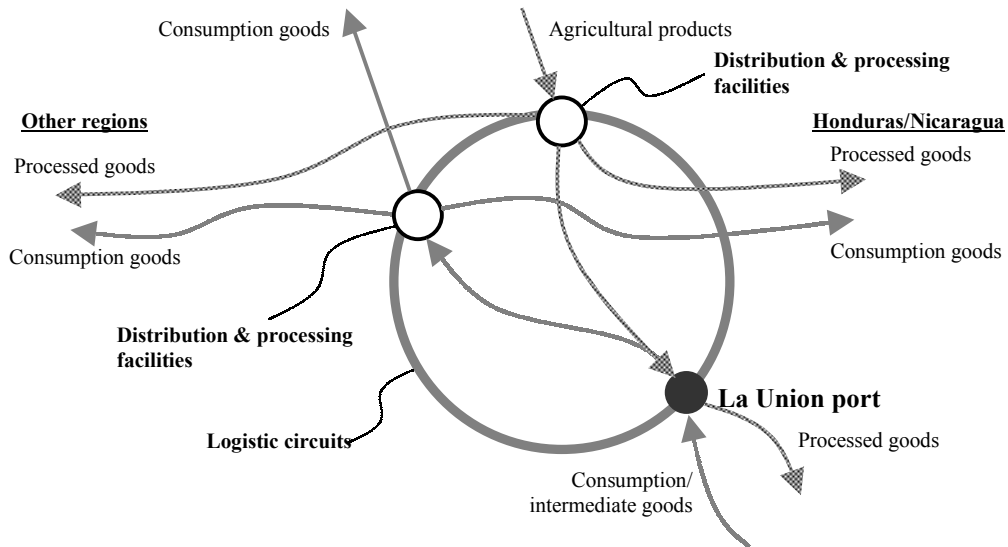 Consumption goods
Agricultural products
Distribution & processing
facilities
Other regions
Honduras/Nicaragua
Processed goods
Processed goods
Consumption goods
Consumption goods
Distribution & processing
facilities
La Union port
Logistic circuits
Processed goods
Consumption/
intermediate goods